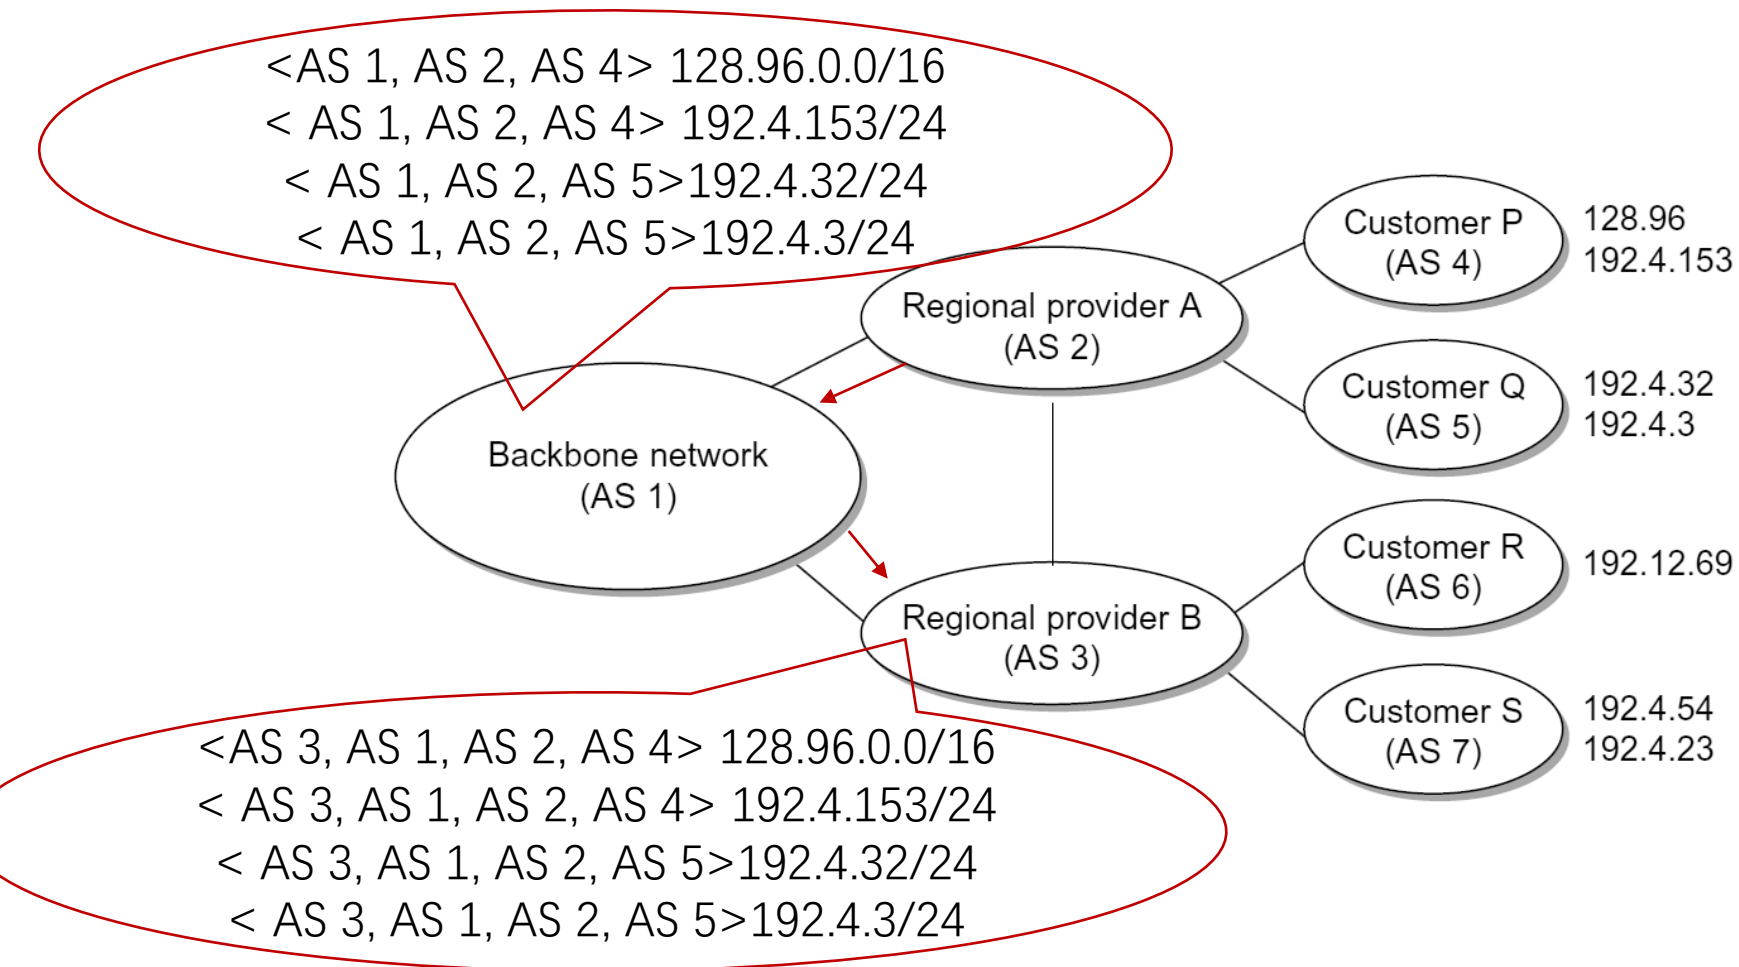 <AS 1, AS 2, AS 4> 128.96.0.0/16
< AS 1, AS 2, AS 4> 192.4.153/24
< AS 1, AS 2, AS 5>192.4.32/24
< AS 1, AS 2, AS 5>192.4.3/24
Customer P
(AS 4)
128.96
192.4.153
Regional provider A
(AS 2)
Customer Q
(AS 5)
192.4.32
192.4.3
Backbone network
(AS 1)
Customer R
(AS 6)
192.12.69
Regional provider B
(AS 3)
Customer S
(AS 7)
192.4.54
192.4.23
<AS 3, AS 1, AS 2, AS 4> 128.96.0.0/16
< AS 3, AS 1, AS 2, AS 4> 192.4.153/24
< AS 3, AS 1, AS 2, AS 5>192.4.32/24
< AS 3, AS 1, AS 2, AS 5>192.4.3/24